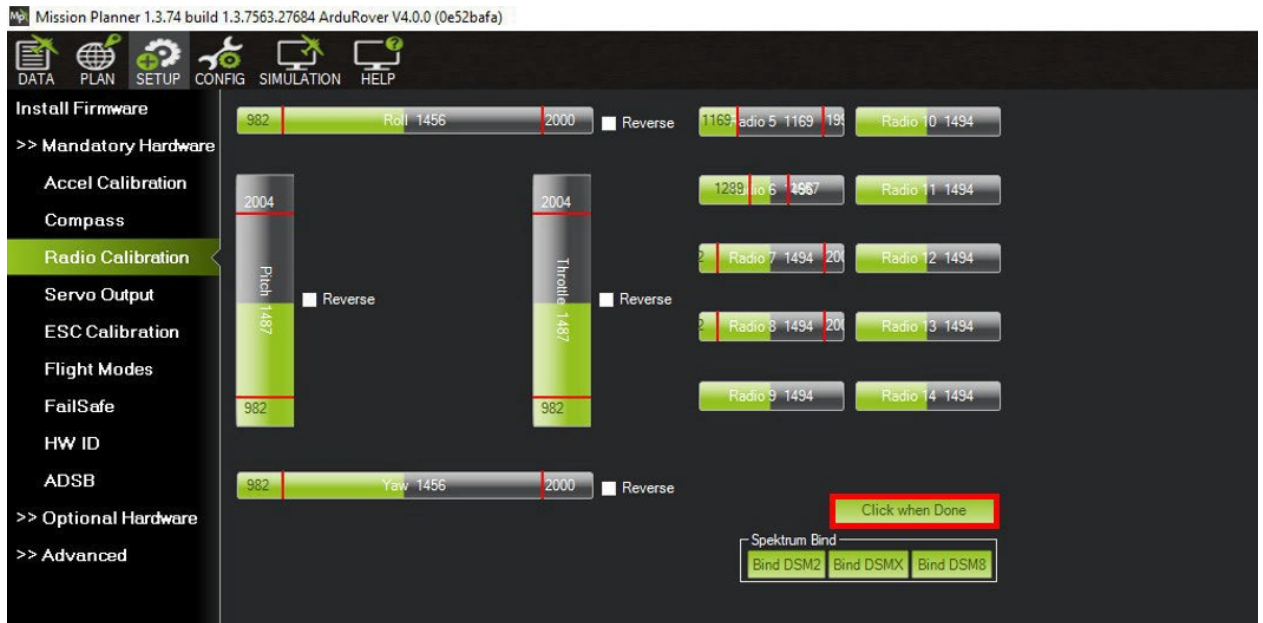 Mission Planner 1.3.74 build 1.3.7563.27684 ArduRover V4.0.0 (0e52bafa)
DATA PLAN SETUP CONFIG SIMULATION HELP
Install Firmware
>> Mandatory Hardware
Accel Calibration
Compass
Radio Calibration
Servo Output
ESC Calibration
Flight Modes
FailSafe
HW ID
ADSB
>> Optional Hardware
>> Advanced
982 Roll 1456 2000 Reverse
2004
Pitch 1487
982
Reverse
2004
Throttle 1487
982
Reverse
982 Yaw 1456 2000 Reverse
1169 adio 5 1169
1289 6
Radio 7 1494
Radio 8 1494
Radio 9 1494
Radio 10 1494
Radio 11 1494
Radio 12 1494
Radio 13 1494
Radio 14 1494
Click when Done
Spektrum Bind
Bind DSM2 Bind DSMX Bind DSM8